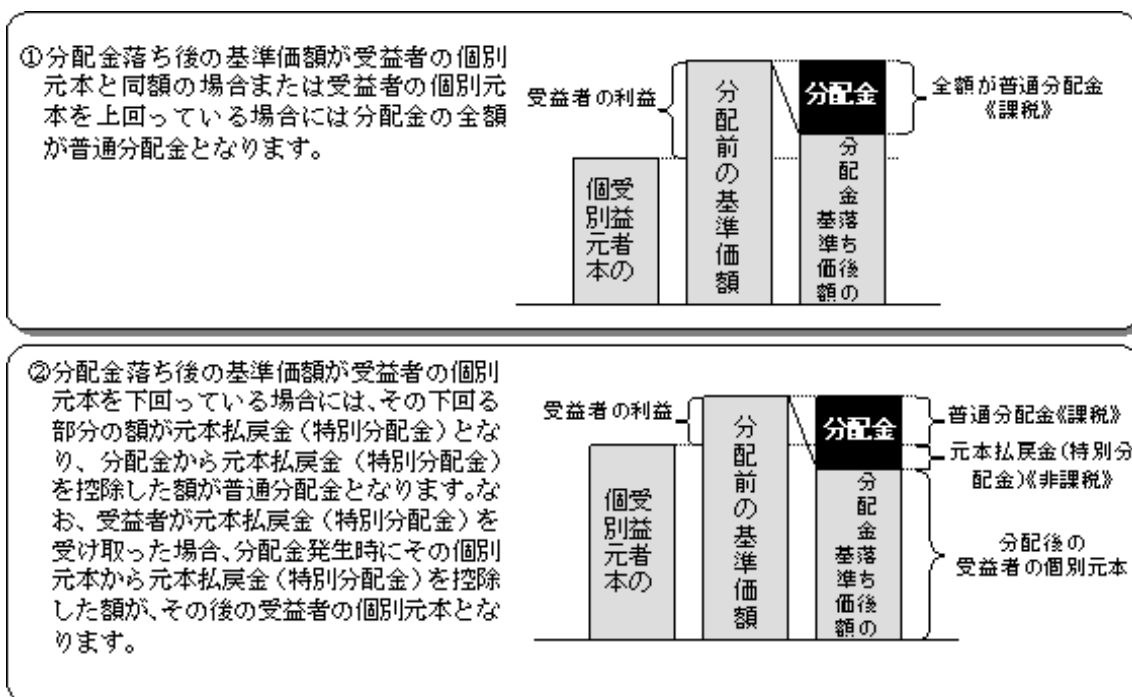 ①分配金落ち後の基準価額が受益者の個別
元本と同額の場合または受益者の個別元
本を上回っている場合には分配金の全額
が普通分配金となります。
受益者の利益
受益者の
個別元本
分配前の基準価額
分配金
分配金落ち後の
基準価額
全額が普通分配金
《課税》
②分配金落ち後の基準価額が受益者の個別
元本を下回っている場合には、その下回る
部分の額が元本払戻金(特別分配金)とな
り、分配金から元本払戻金(特別分配金)
を控除した額が普通分配金となります。な
お、受益者が元本払戻金(特別分配金)を
受け取った場合、分配金発生時にその個別
元本から元本払戻金(特別分配金)を控除
した額が、その後の受益者の個別元本とな
ります。
受益者の利益
受益者の
個別元本
分配前の基準価額
分配金
分配金落ち後の
基準価額
普通分配金《課税》
元本払戻金(特別分
配金)《非課税》
分配後の
受益者の個別元本